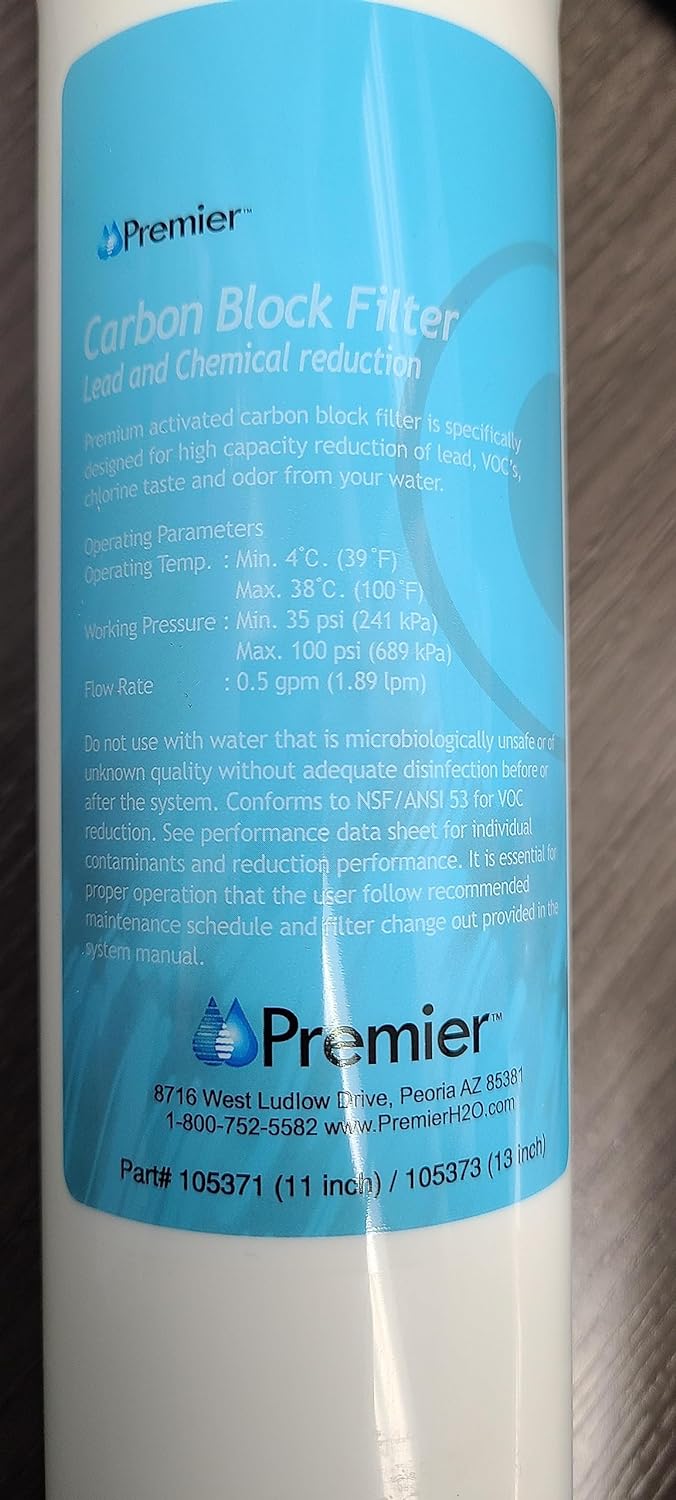 Premier™
Carbon Block Filter
Lead and Chemical reduction
Premium activated carbon block filter is specifically
designed for high capacity reduction of lead, VOC's,
chlorine taste and odor from your water.
Operating Parameters
Operating Temp. : Min. 4°C. (39°F)
Max. 38°C. (100°F)
Working Pressure : Min. 35 psi (241 kPa)
Max. 100 psi (689 kPa)
Flow Rate : 0.5 gpm (1.89 lpm)
Do not use with water that is microbiologically unsafe or of
unknown quality without adequate disinfection before or
after the system. Conforms to NSF/ANSI 53 for VOC
reduction. See performance data sheet for individual
contaminants and reduction performance. It is essential for
proper operation that the user follow recommended
maintenance schedule and filter change out provided in the
system manual.
Premier™
8716 West Ludlow Drive, Peoria AZ 85381
1-800-752-5582 www.PremierH2O.com
Part# 105371 (11 inch) / 105373 (13 inch)